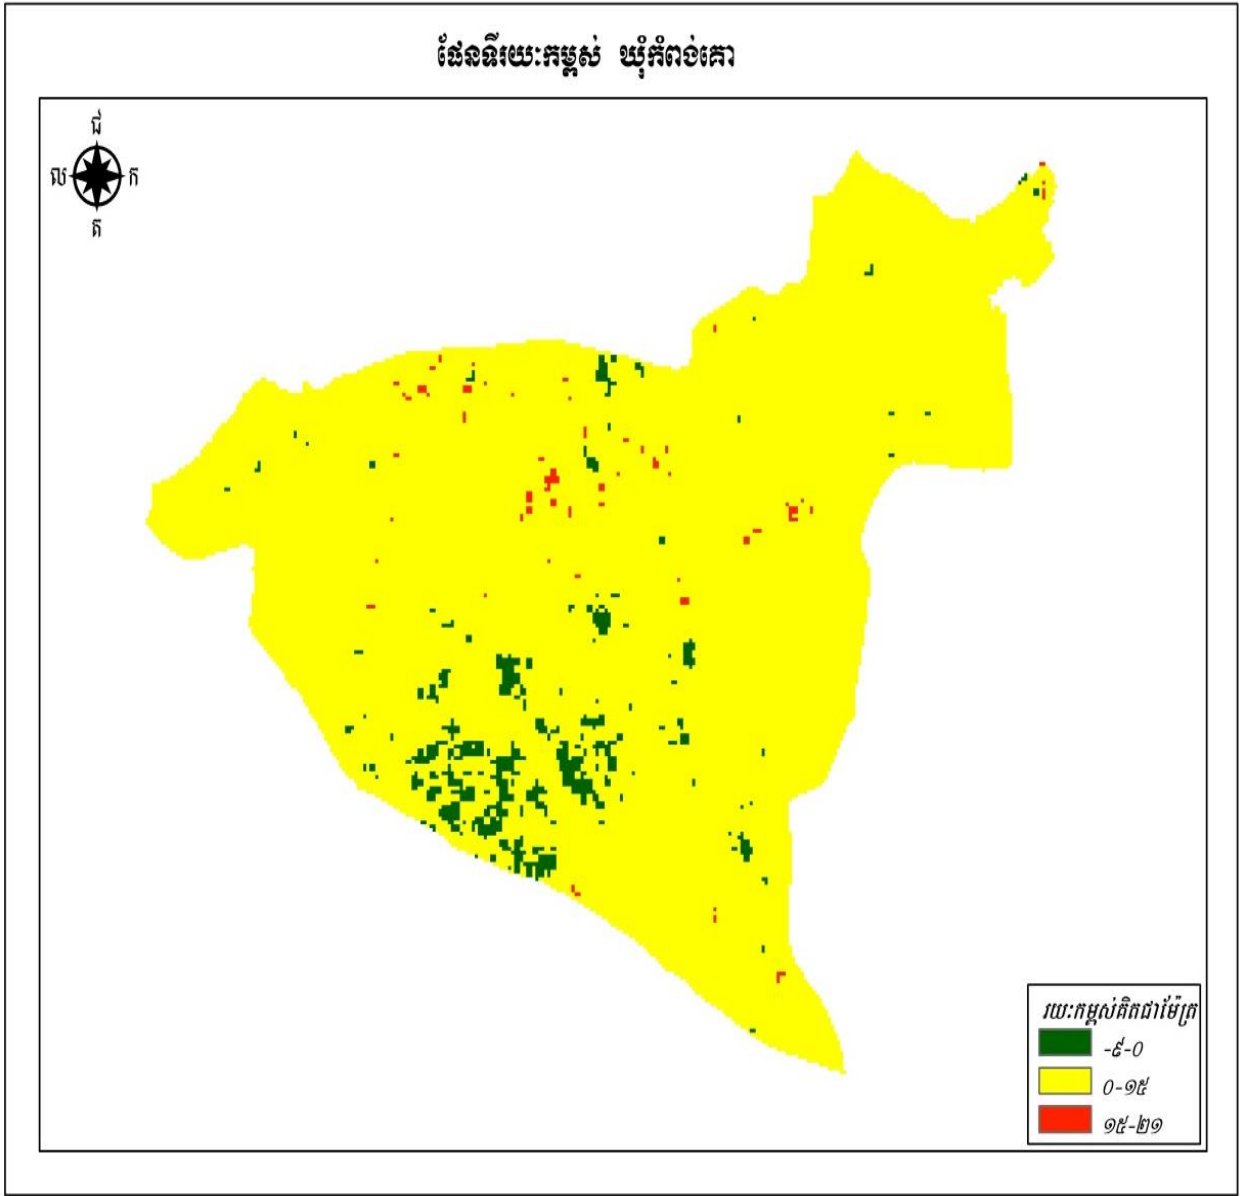 ផែនទីរយៈកម្ពស់ ឃុំកំពង់គោ
ជ
ល
ក
ត
រយៈកម្ពស់គិតជាម៉ែត្រ
-៩-០
០-១៥
១៥-២១